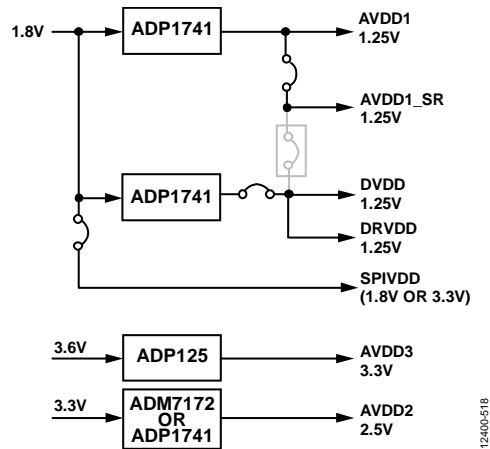 1.8V
ADP1741
AVDD1
1.25V
AVDD1_SR
1.25V
ADP1741
DVDD
1.25V
DRVDD
1.25V
SPIVDD
(1.8V OR 3.3V)
3.6V
ADP125
AVDD3
3.3V
3.3V
ADM7172
OR
ADP1741
AVDD2
2.5V
12400-518